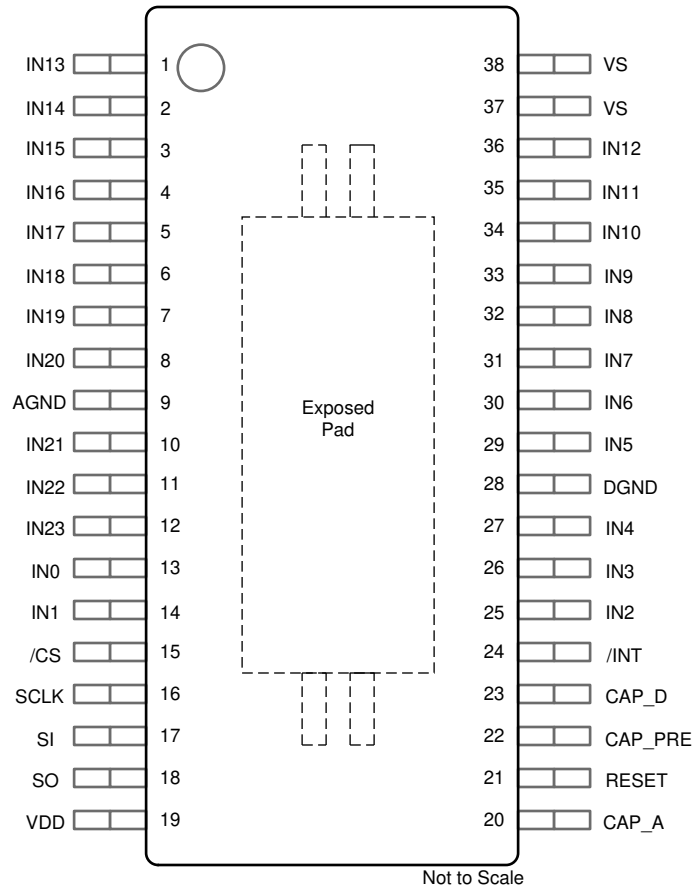 IN13 1 38 VS
IN14 2 37 VS
IN15 3 36 IN12
IN16 4 35 IN11
IN17 5 34 IN10
IN18 6 33 IN9
IN19 7 32 IN8
IN20 8 31 IN7
AGND 9 30 IN6
Exposed
Pad
IN21 10 29 IN5
IN22 11 28 DGND
IN23 12 27 IN4
IN0 13 26 IN3
IN1 14 25 IN2
/CS 15 24 /INT
SCLK 16 23 CAP_D
SI 17 22 CAP_PRE
SO 18 21 RESET
VDD 19 20 CAP_A
Not to Scale